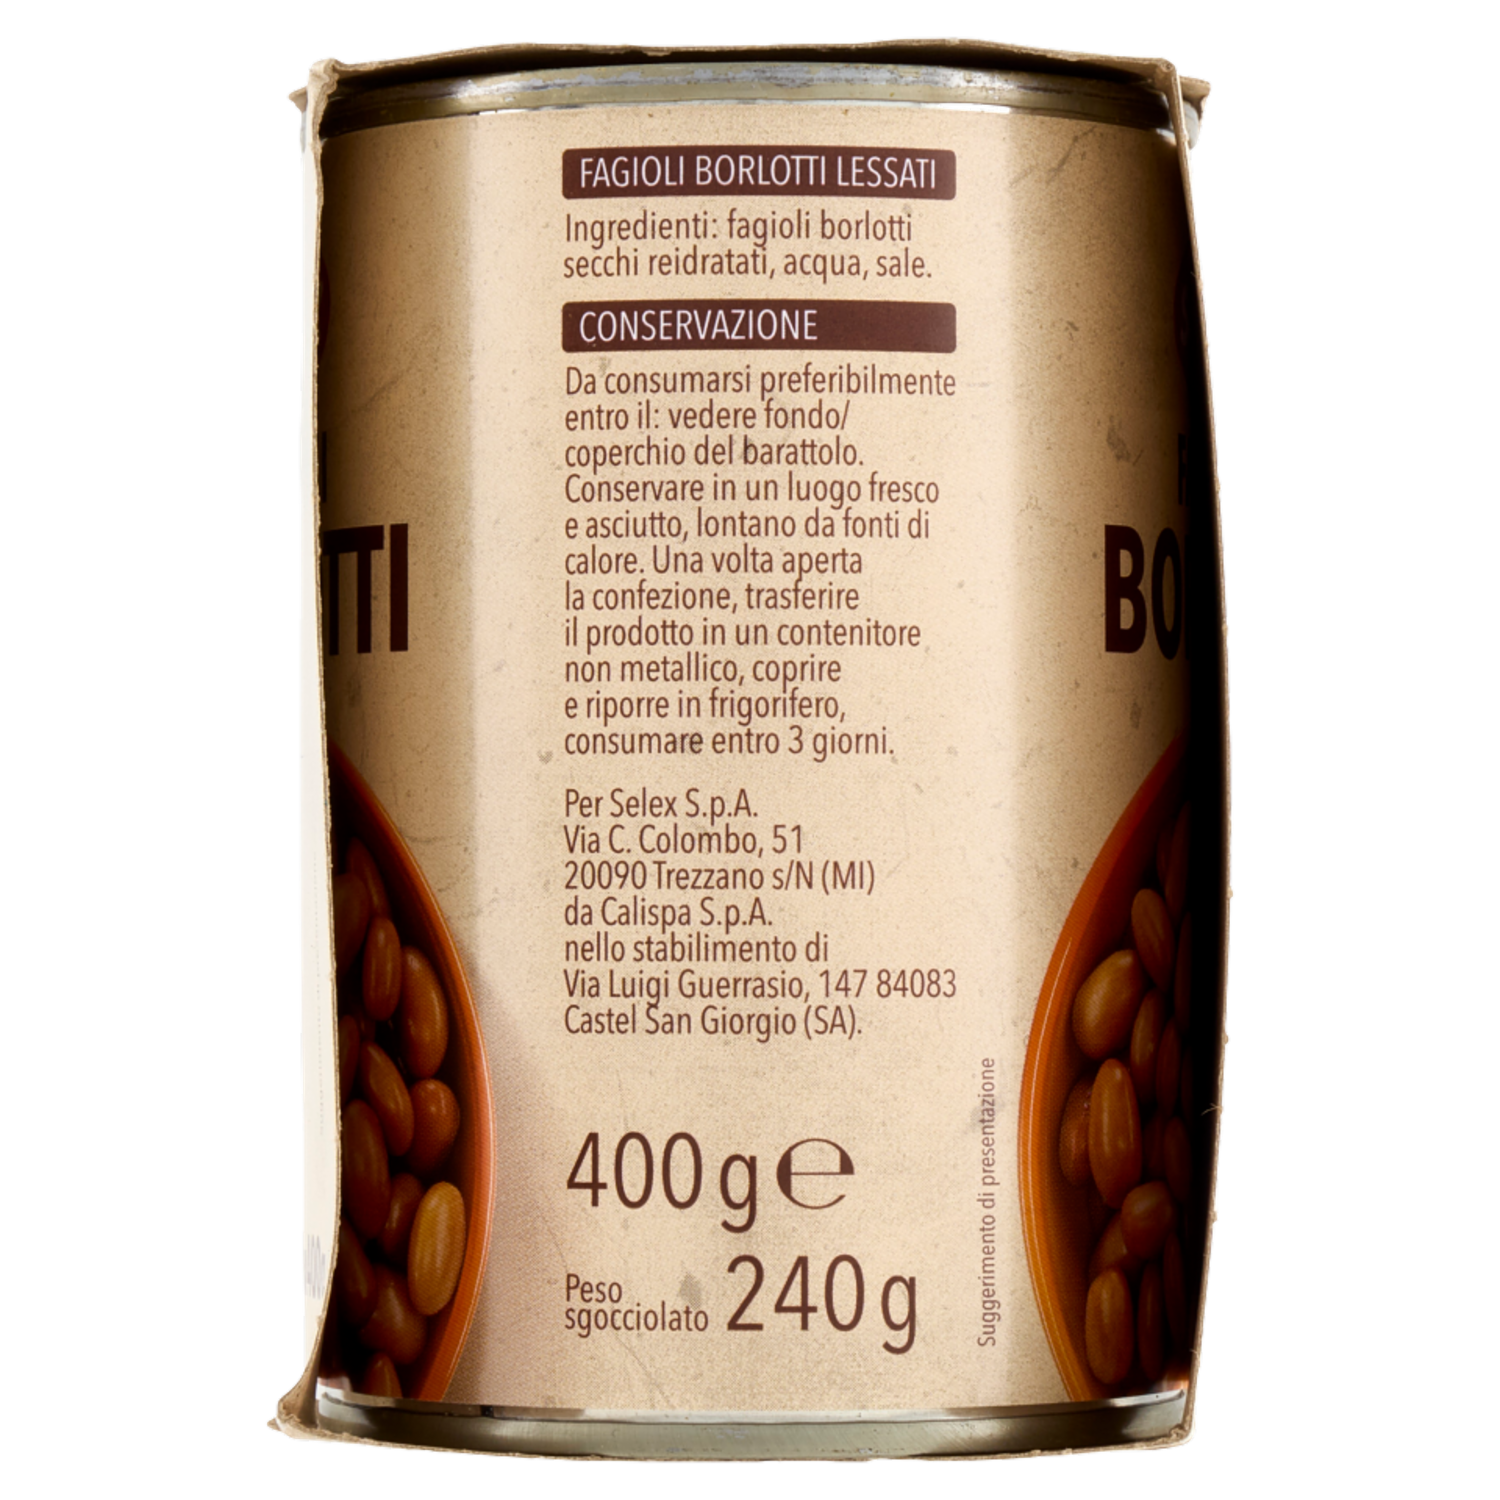 FAGIOLI BORLOTTI LESSATI
Ingredienti: fagioli borlotti
secchi reidratati, acqua, sale.
CONSERVAZIONE
Da consumarsi preferibilmente
entro il: vedere fondo/
coperchio del barattolo.
Conservare in un luogo fresco
e asciutto, lontano da fonti di
calore. Una volta aperta
la confezione, trasferire
il prodotto in un contenitore
non metallico, coprire
e riporre in frigorifero,
consumare entro 3 giorni.
Per Selex S.p.A.
Via C. Colombo, 51
20090 Trezzano s/N (MI)
da Calispa S.p.A.
nello stabilimento di
Via Luigi Guerrasio, 147 84083
Castel San Giorgio (SA).
400 g ℮
Peso
sgocciolato 240 g
Suggerimento di presentazione
TTI
BO